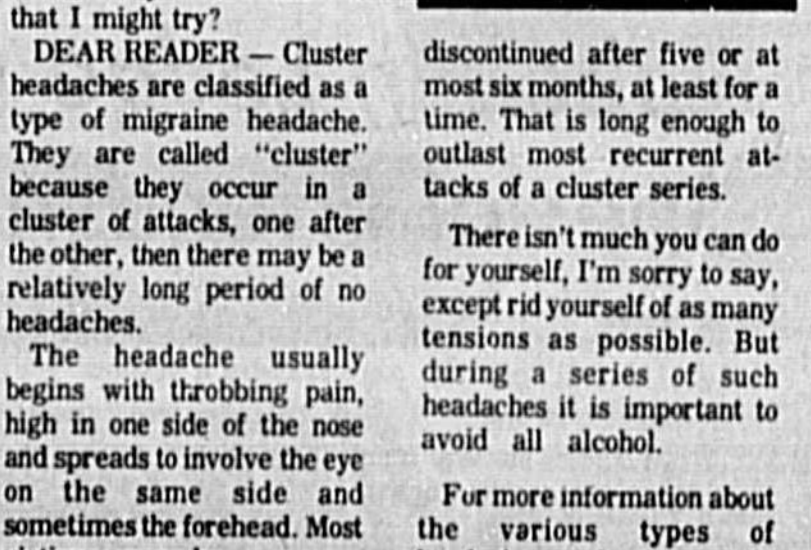 that I might try?
DEAR READER — Cluster
headaches are classified as a
type of migraine headache.
They are called "cluster"
because they occur in a
cluster of attacks, one after
the other, then there may be a
relatively long period of no
headaches.
The headache usually
begins with throbbing pain,
high in one side of the nose
and spreads to involve the eye
on the same side and
sometimes the forehead. Most
discontinued after five or at
most six months, at least for a
time. That is long enough to
outlast most recurrent at-
tacks of a cluster series.
There isn't much you can do
for yourself, I'm sorry to say,
except rid yourself of as many
tensions as possible. But
during a series of such
headaches it is important to
avoid all alcohol.
For more information about
the various types of